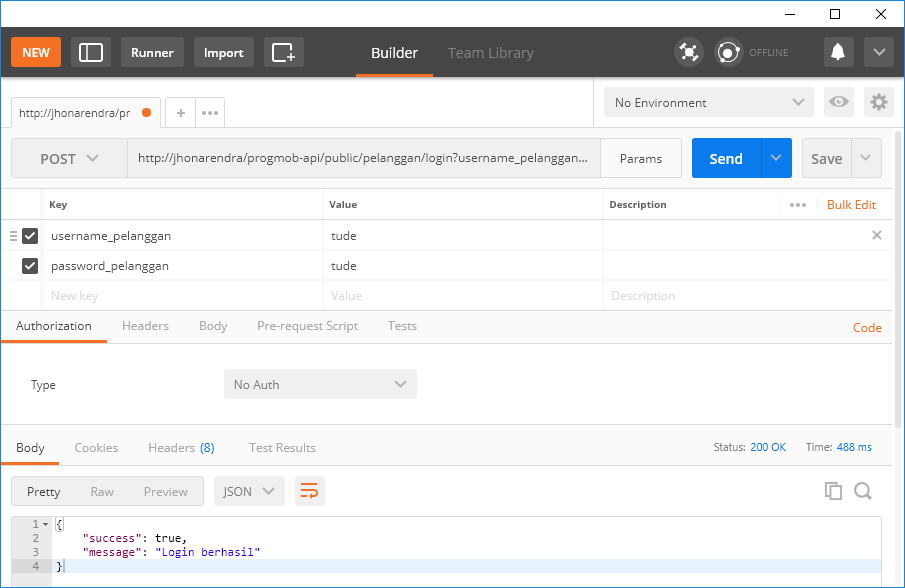 NEW Runner Import Builder Team Library OFFLINE
http://jhonarendra/pr + ••• No Environment
POST http://jhonarendra/progmob-api/public/pelanggan/login?username_pelanggan... Params Send Save
Key Value Description ••• Bulk Edit
username_pelanggan tude
password_pelanggan tude
New key Value Description
Authorization Headers Body Pre-request Script Tests Code
Type No Auth
Body Cookies Headers (8) Test Results Status: 200 OK Time: 488 ms
Pretty Raw Preview JSON
1 {
2 "success": true,
3 "message": "Login berhasil"
4 }